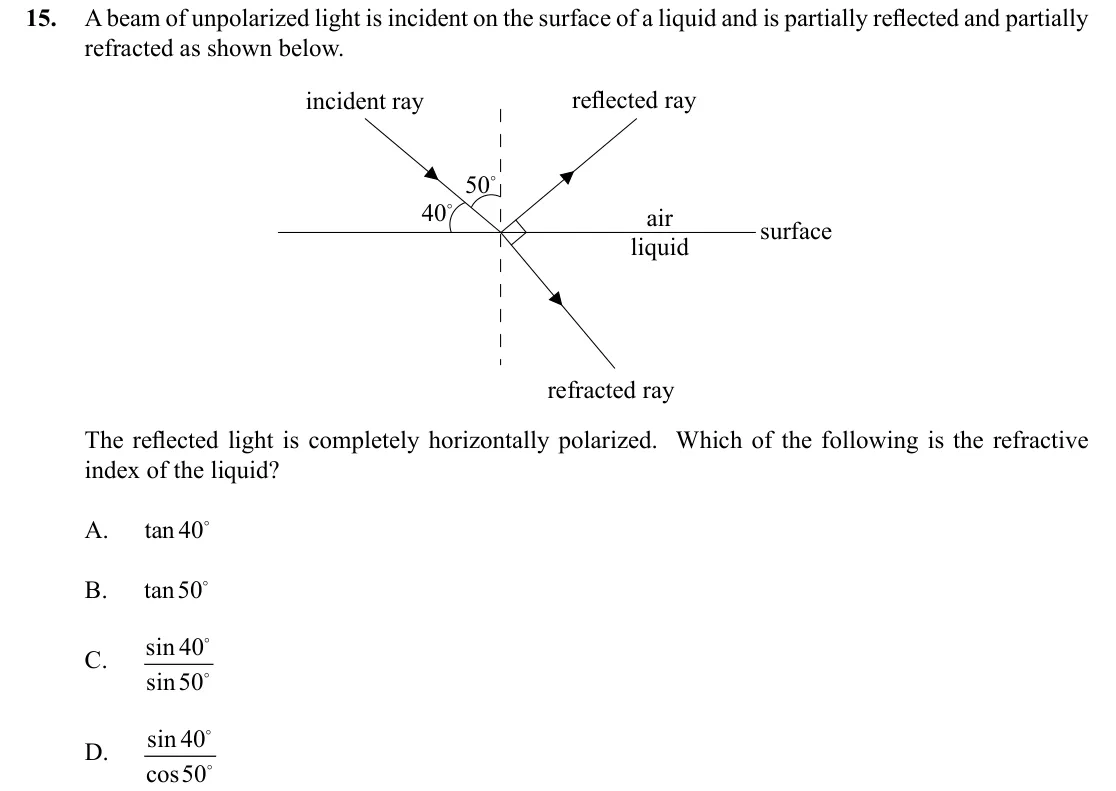 15. A beam of unpolarized light is incident on the surface of a liquid and is partially reflected and partially
refracted as shown below.
incident ray
reflected ray
50°
40°
air
surface
liquid
refracted ray
The reflected light is completely horizontally polarized. Which of the following is the refractive
index of the liquid?
A. tan 40°
B. tan 50°
C. sin 40° / sin 50°
D. sin 40° / cos 50°